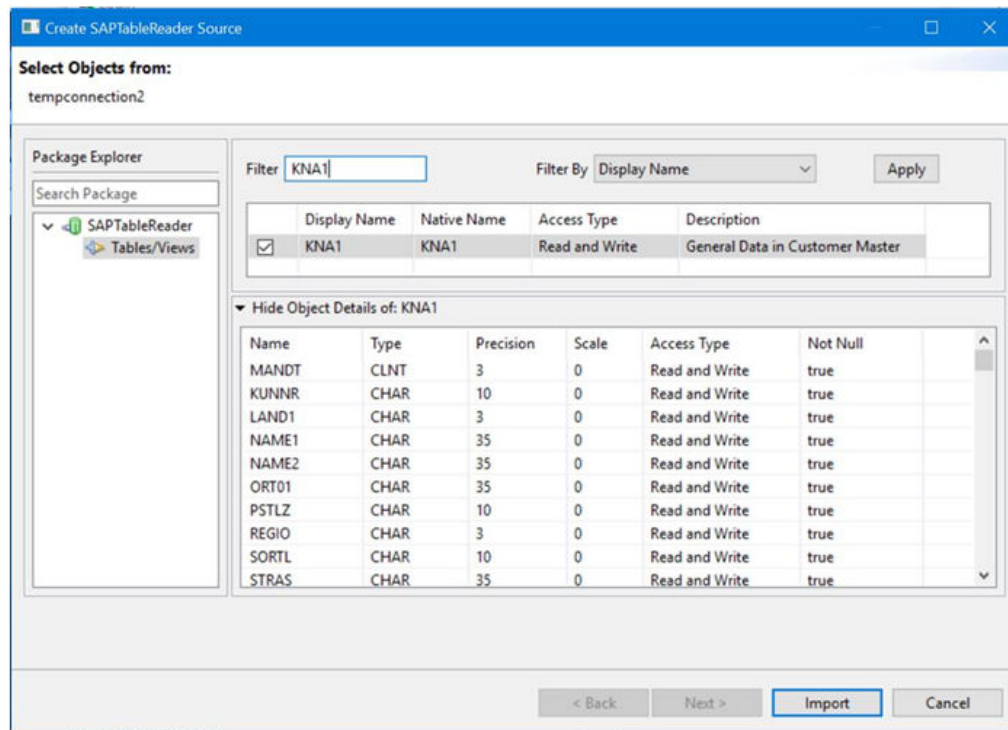 Create SAPTableReader Source
Select Objects from:
tempconnection2
Package Explorer
Search Package
SAPTableReader
Tables/Views
Filter KNA1 Filter By Display Name Apply
Display Name Native Name Access Type Description
KNA1 KNA1 Read and Write General Data in Customer Master
Hide Object Details of: KNA1
Name Type Precision Scale Access Type Not Null
MANDT CLNT 3 0 Read and Write true
KUNNR CHAR 10 0 Read and Write true
LAND1 CHAR 3 0 Read and Write true
NAME1 CHAR 35 0 Read and Write true
NAME2 CHAR 35 0 Read and Write true
ORT01 CHAR 35 0 Read and Write true
PSTLZ CHAR 10 0 Read and Write true
REGIO CHAR 3 0 Read and Write true
SORTL CHAR 10 0 Read and Write true
STRAS CHAR 35 0 Read and Write true
< Back Next > Import Cancel